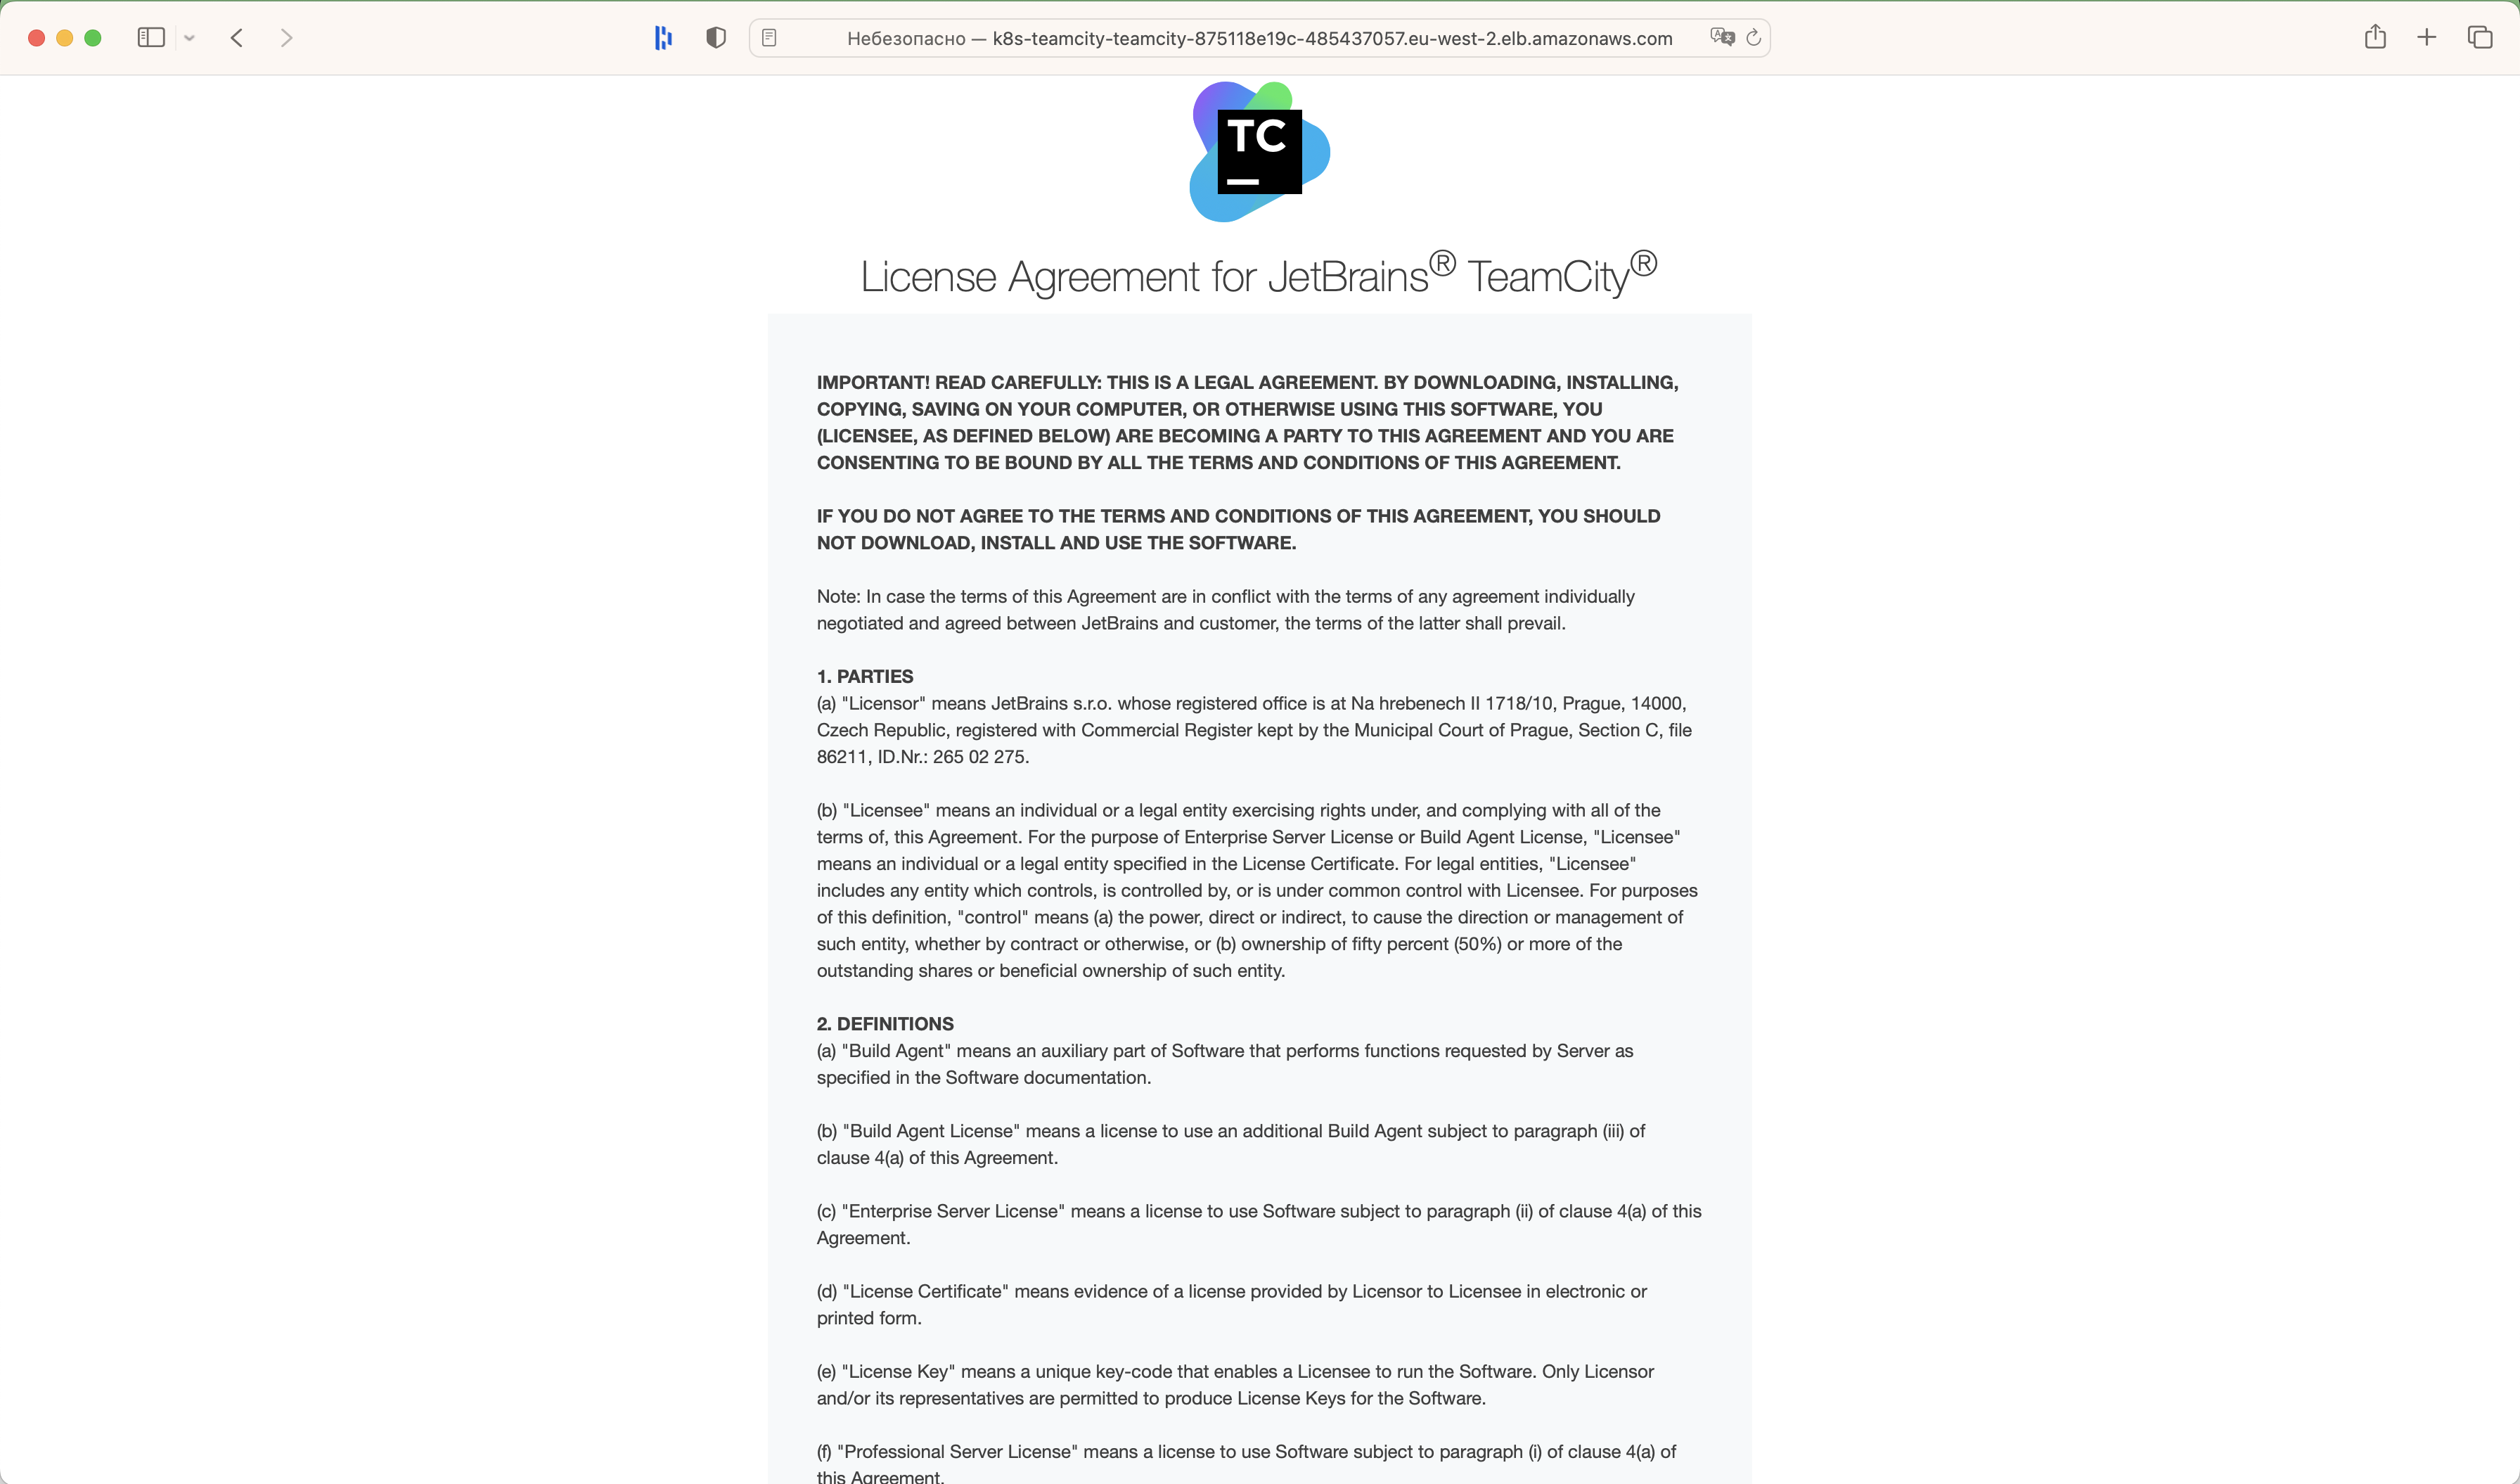 Небезопасно — k8s-teamcity-teamcity-875118e19c-485437057.eu-west-2.elb.amazonaws.com
TC
License Agreement for JetBrains® TeamCity®
IMPORTANT! READ CAREFULLY: THIS IS A LEGAL AGREEMENT. BY DOWNLOADING, INSTALLING,
COPYING, SAVING ON YOUR COMPUTER, OR OTHERWISE USING THIS SOFTWARE, YOU
(LICENSEE, AS DEFINED BELOW) ARE BECOMING A PARTY TO THIS AGREEMENT AND YOU ARE
CONSENTING TO BE BOUND BY ALL THE TERMS AND CONDITIONS OF THIS AGREEMENT.
IF YOU DO NOT AGREE TO THE TERMS AND CONDITIONS OF THIS AGREEMENT, YOU SHOULD
NOT DOWNLOAD, INSTALL AND USE THE SOFTWARE.
Note: In case the terms of this Agreement are in conflict with the terms of any agreement individually
negotiated and agreed between JetBrains and customer, the terms of the latter shall prevail.
1. PARTIES
(a) "Licensor" means JetBrains s.r.o. whose registered office is at Na hrebenech II 1718/10, Prague, 14000,
Czech Republic, registered with Commercial Register kept by the Municipal Court of Prague, Section C, file
86211, ID.Nr.: 265 02 275.
(b) "Licensee" means an individual or a legal entity exercising rights under, and complying with all of the
terms of, this Agreement. For the purpose of Enterprise Server License or Build Agent License, "Licensee"
means an individual or a legal entity specified in the License Certificate. For legal entities, "Licensee"
includes any entity which controls, is controlled by, or is under common control with Licensee. For purposes
of this definition, "control" means (a) the power, direct or indirect, to cause the direction or management of
such entity, whether by contract or otherwise, or (b) ownership of fifty percent (50%) or more of the
outstanding shares or beneficial ownership of such entity.
2. DEFINITIONS
(a) "Build Agent" means an auxiliary part of Software that performs functions requested by Server as
specified in the Software documentation.
(b) "Build Agent License" means a license to use an additional Build Agent subject to paragraph (iii) of
clause 4(a) of this Agreement.
(c) "Enterprise Server License" means a license to use Software subject to paragraph (ii) of clause 4(a) of this
Agreement.
(d) "License Certificate" means evidence of a license provided by Licensor to Licensee in electronic or
printed form.
(e) "License Key" means a unique key-code that enables a Licensee to run the Software. Only Licensor
and/or its representatives are permitted to produce License Keys for the Software.
(f) "Professional Server License" means a license to use Software subject to paragraph (i) of clause 4(a) of
this Agreement.